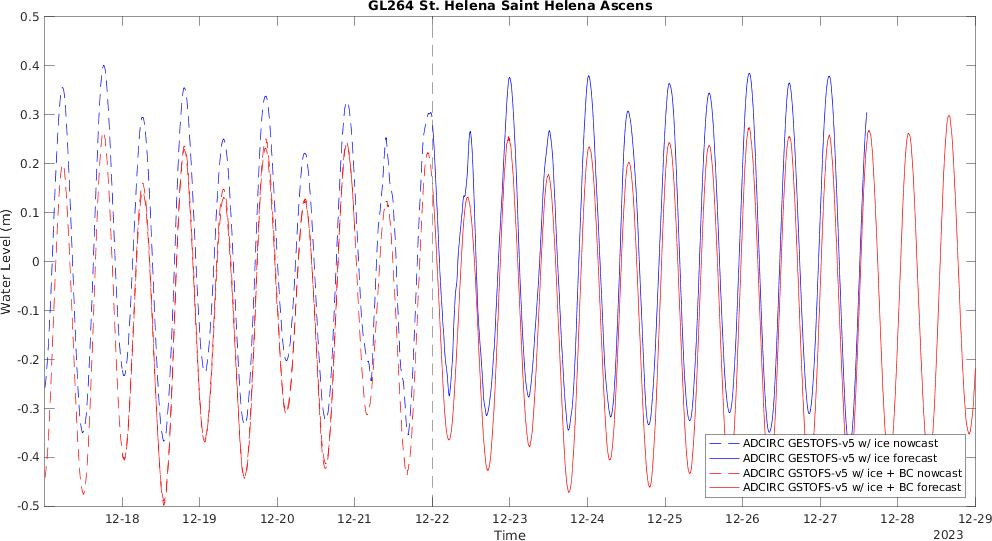 GL264 St. Helena Saint Helena Ascens
0.5
0.4
0.3
0.2
0.1
0
-0.1
-0.2
-0.3
-0.4
-0.5
Water Level (m)
ADCIRC GESTOFS-v5 w/ ice nowcast
ADCIRC GESTOFS-v5 w/ ice forecast
ADCIRC GSTOFS-v5 w/ ice + BC nowcast
ADCIRC GSTOFS-v5 w/ ice + BC forecast
12-18 12-19 12-20 12-21 12-22 12-23 12-24 12-25 12-26 12-27 12-28 12-29
Time
2023